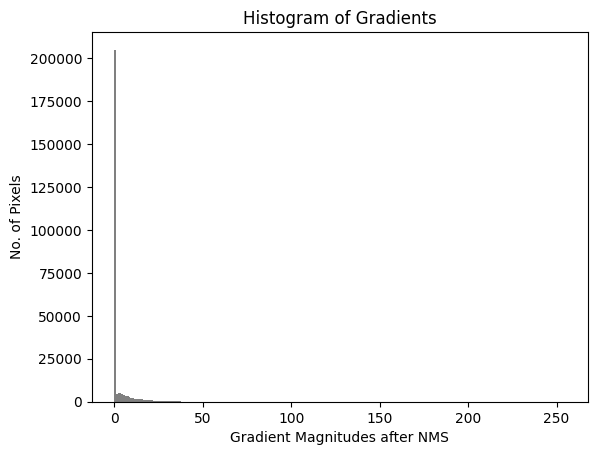 Histogram of Gradients
200000
175000
150000
125000
100000
75000
50000
25000
0
No. of Pixels
0 50 100 150 200 250
Gradient Magnitudes after NMS